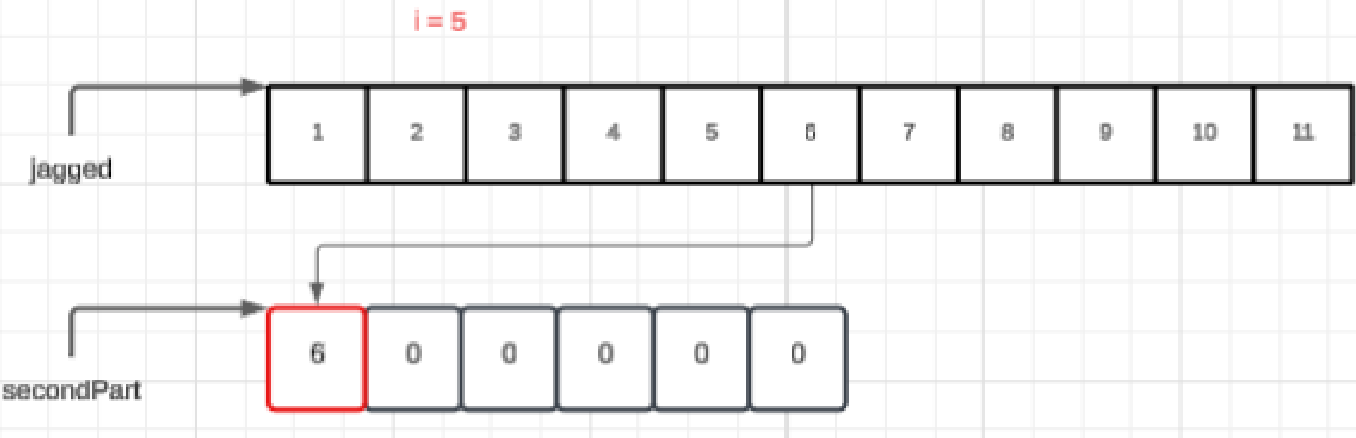 i = 5
1 2 3 4 5 6 7 8 9 10 11
jagged
6 0 0 0 0 0
secondPart